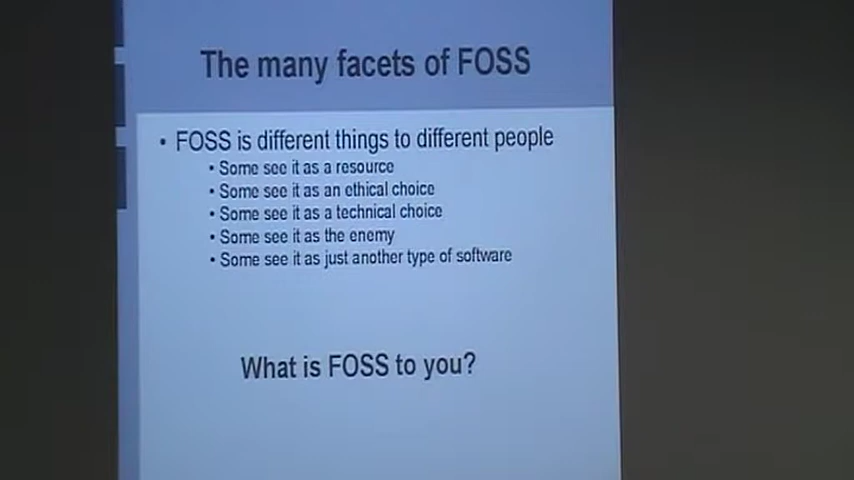 The many facets of FOSS
• FOSS is different things to different people
• Some see it as a resource
• Some see it as an ethical choice
• Some see it as a technical choice
• Some see it as the enemy
• Some see it as just another type of software
What is FOSS to you?